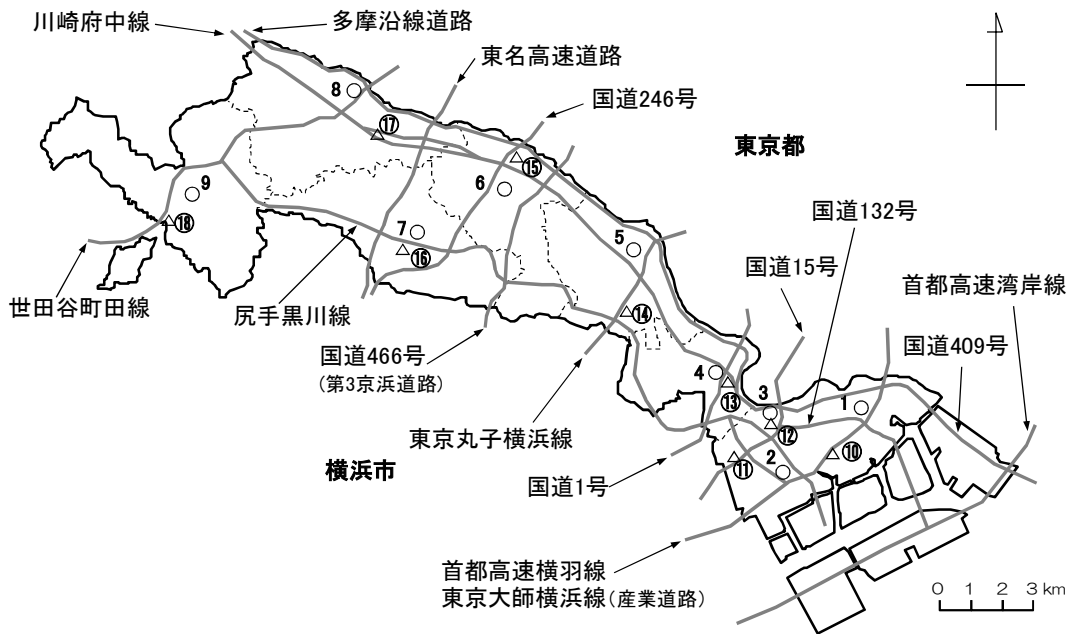 川崎府中線
多摩沿線道路
東名高速道路
国道246号
東京都
8
⑰
⑮
9
6
国道132号
⑱
7
5
国道15号
⑯
首都高速湾岸線
世田谷町田線
尻手黒川線
⑭
国道409号
国道466号
(第3京浜道路)
4
3
1
⑬
東京丸子横浜線
⑫
横浜市
⑪
2
⑩
国道1号
首都高速横羽線
東京大師横浜線(産業道路)
0 1 2 3 km